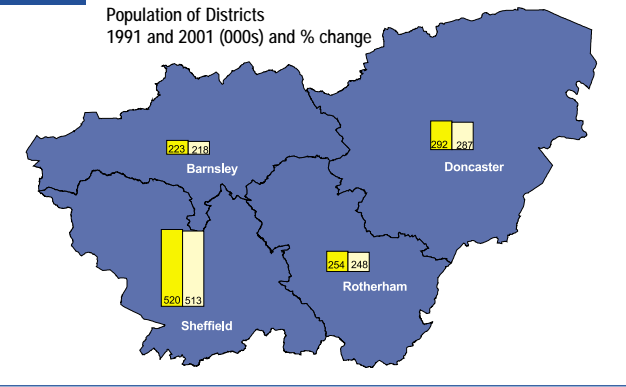 Population of Districts
1991 and 2001 (000s) and % change
292 287
Doncaster
223 218
Barnsley
254 248
Rotherham
520 513
Sheffield